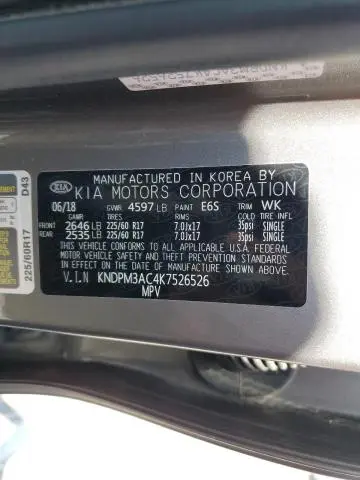 MANUFACTURED IN KOREA BY
KIA KIA MOTORS CORPORATION
06/18 GVWR 4597 LB PAINT E6S TRIM WK
GAWR TIRES RIMS COLD TIRE INFL.
FRONT 2646 LB 225/60 R17 7.0Jx17 35psi SINGLE
REAR 2535 LB 225/60 R17 7.0Jx17 35psi SINGLE
THIS VEHICLE CONFORMS TO ALL APPLICABLE U.S.A. FEDERAL
MOTOR VEHICLE SAFETY AND THEFT PREVENTION STANDARDS
IN EFFECT ON THE DATE OF MANUFACTURE SHOWN ABOVE.
V.I.N KNDPM3AC4K7526526
MPV
D43
225/60R17